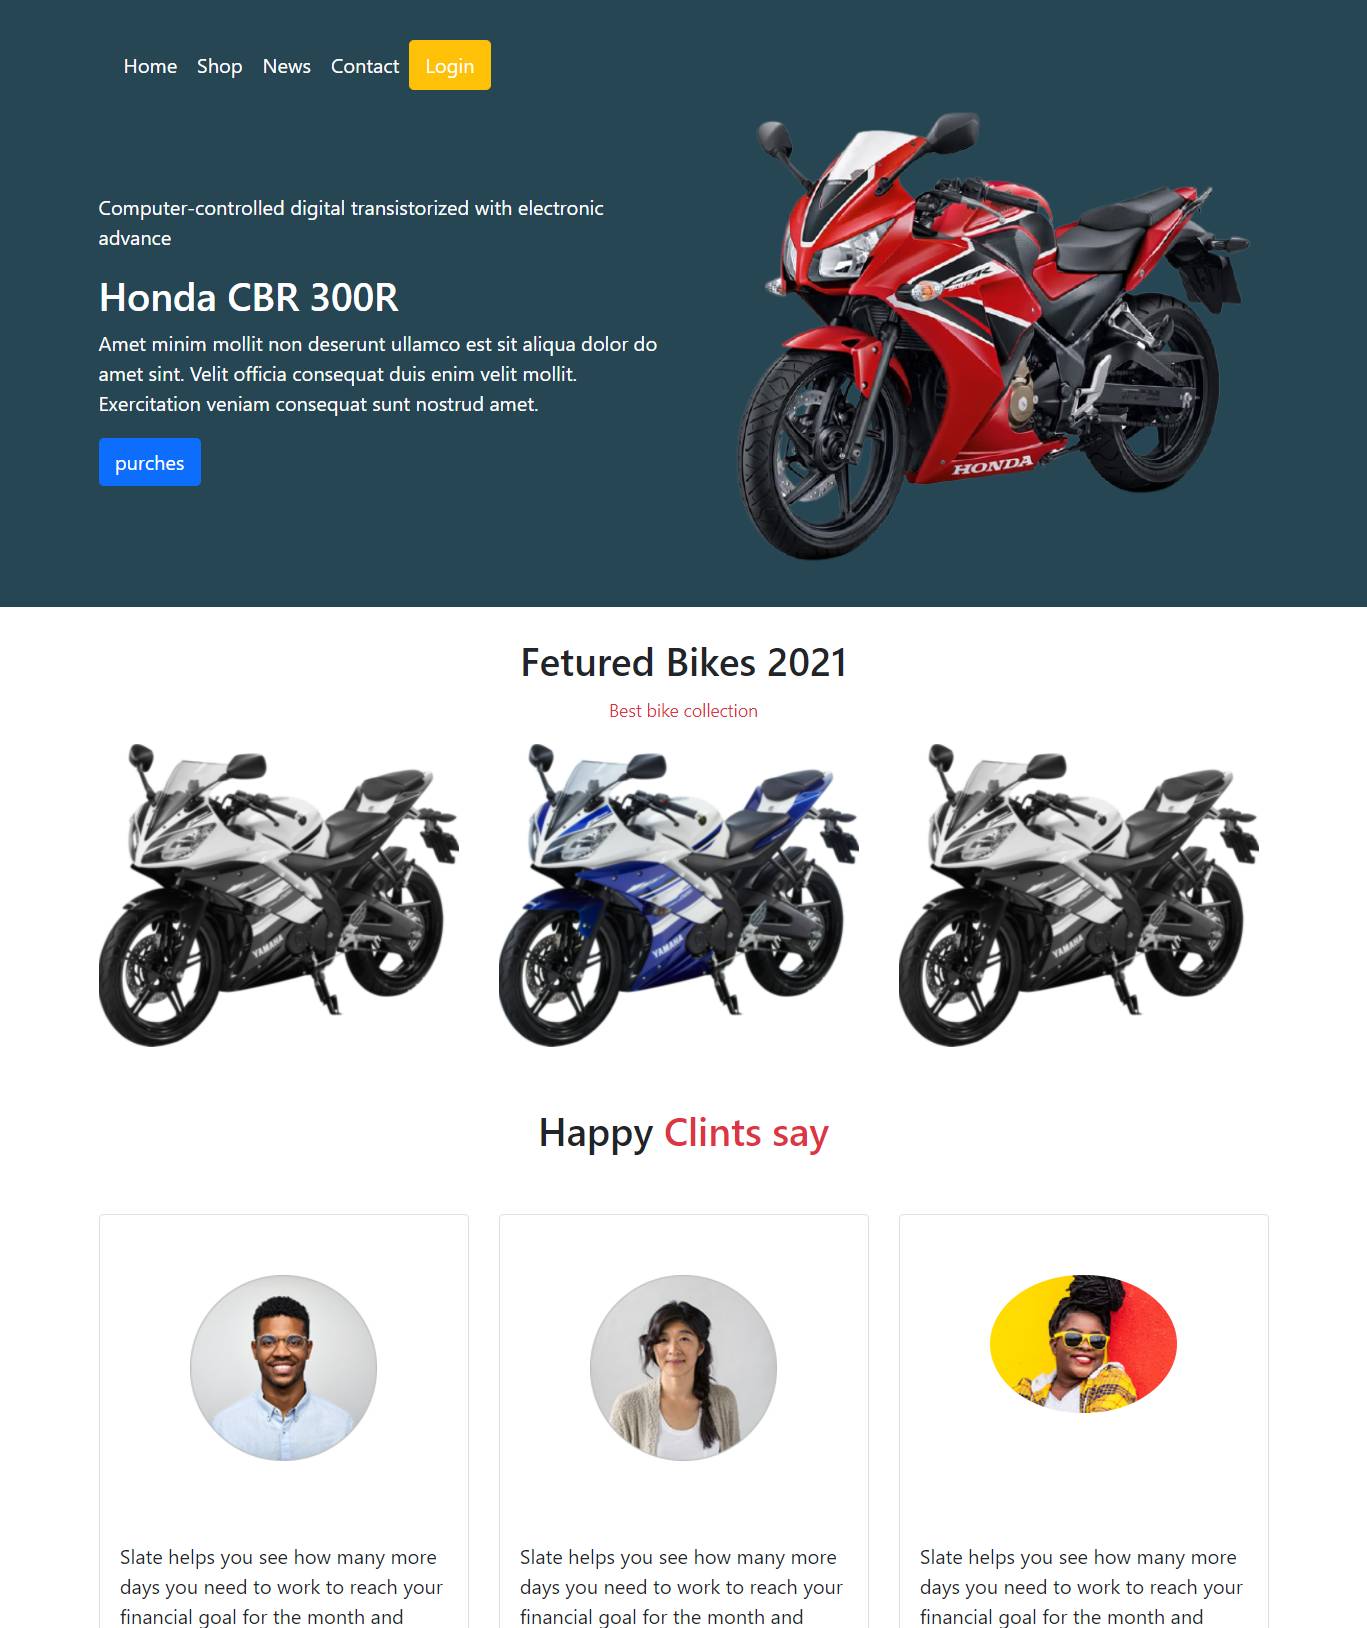 Home Shop News Contact Login
Computer-controlled digital transistorized with electronic
advance
Honda CBR 300R
Amet minim mollit non deserunt ullamco est sit aliqua dolor do
amet sint. Velit officia consequat duis enim velit mollit.
Exercitation veniam consequat sunt nostrud amet.
purches
CBR
HONDA
Fetured Bikes 2021
Best bike collection
YAMAHA YAMAHA YAMAHA
Happy Clints say
Slate helps you see how many more
days you need to work to reach your
financial goal for the month and
Slate helps you see how many more
days you need to work to reach your
financial goal for the month and
Slate helps you see how many more
days you need to work to reach your
financial goal for the month and